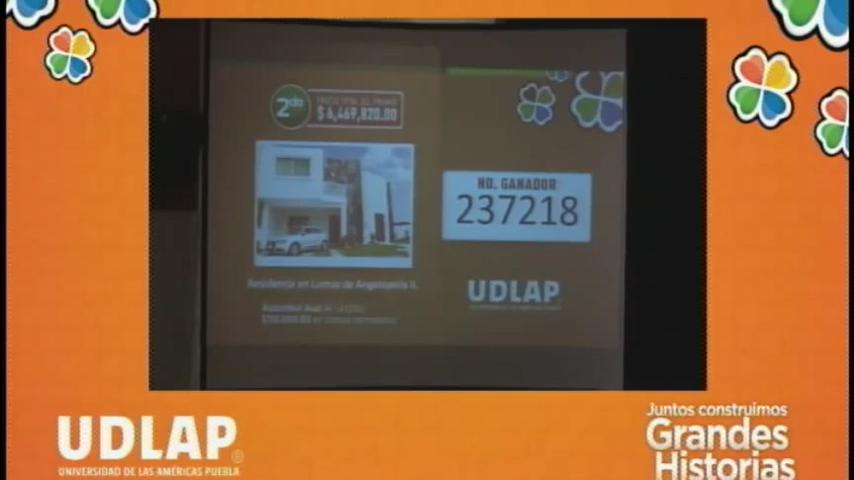 2do
$ 6,469,820.00
NO. GANADOR
237218
Residencia en Lomas de Angelópolis II.
UDLAP
UDLAP®
UNIVERSIDAD DE LAS AMÉRICAS PUEBLA
Juntos construimos
Grandes
Historias